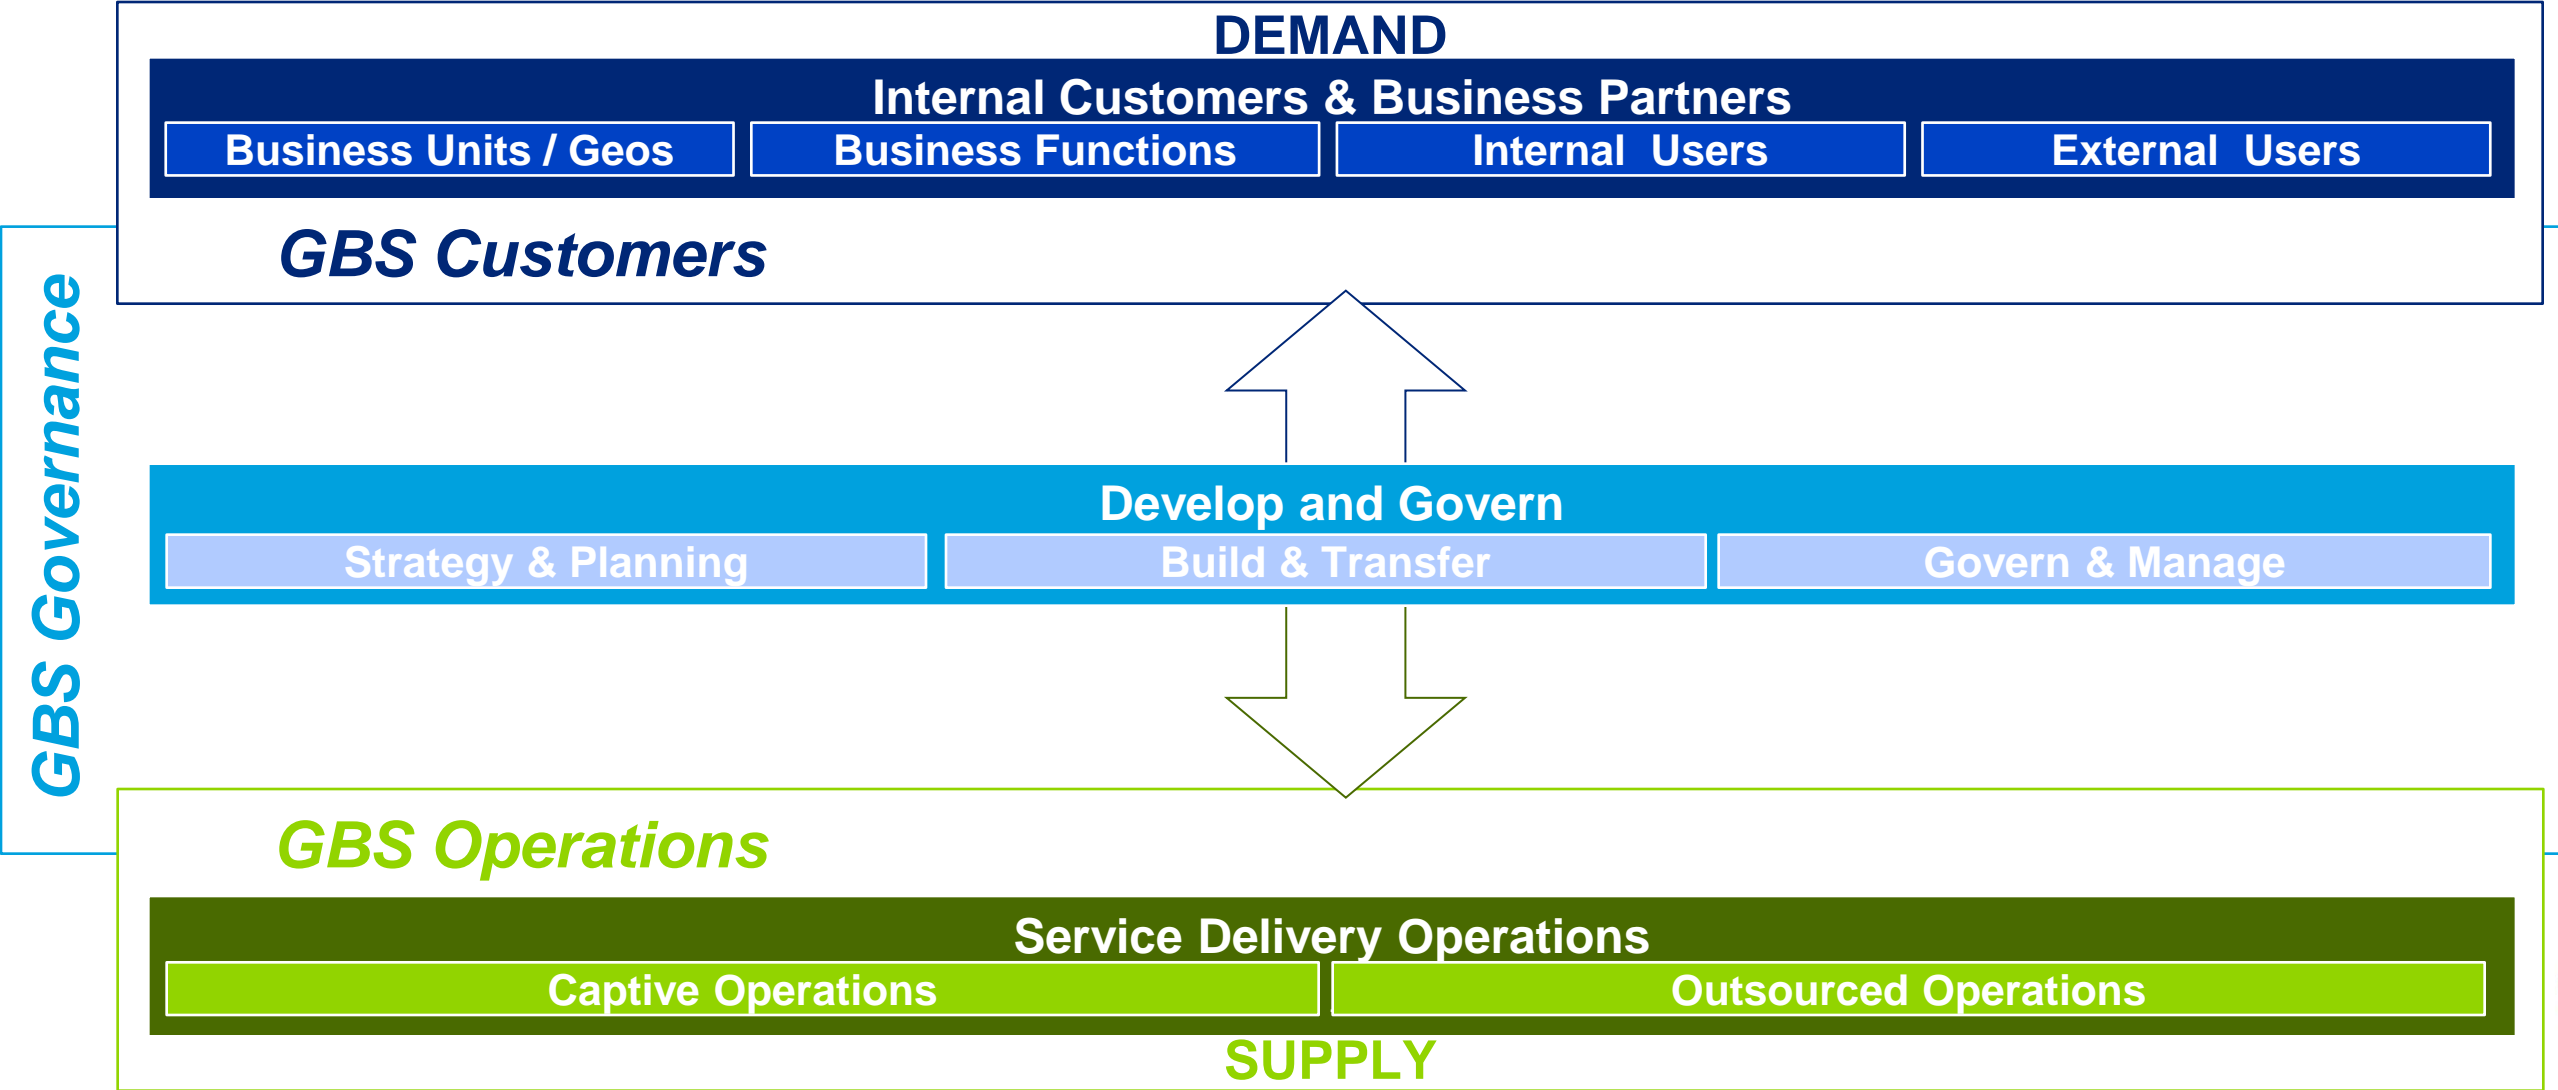 DEMAND
Internal Customers & Business Partners
Business Units / Geos
Business Functions
Internal  Users
External  Users
GBS Customers
GBS Governance
Develop and Govern
Strategy & Planning
Build & Transfer
Govern & Manage
GBS Operations
Service Delivery Operations
Captive Operations
Outsourced Operations
SUPPLY